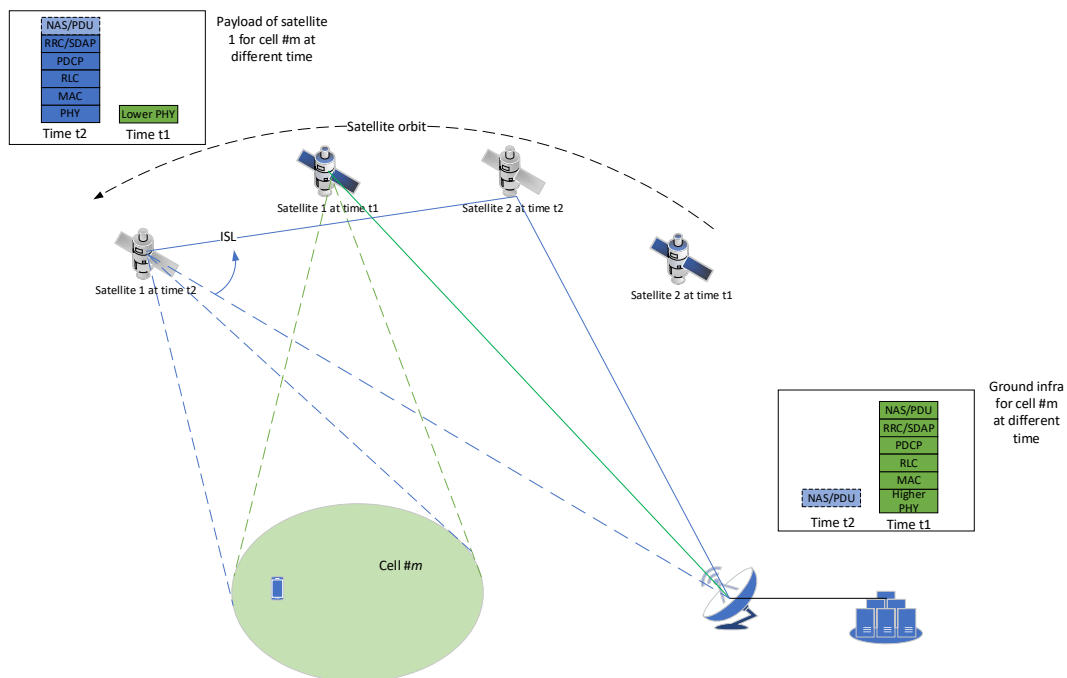 NAS/PDU
RRC/SDAP
PDCP
RLC
MAC
PHY
Time t2
Lower PHY
Time t1
Payload of satellite
1 for cell #m at
different time
Satellite orbit
Satellite 1 at time t1
Satellite 2 at time t2
ISL
Satellite 1 at time t2
Satellite 2 at time t1
Ground infra
for cell #m
at different
time
NAS/PDU
RRC/SDAP
PDCP
RLC
MAC
Higher
PHY
Time t1
NAS/PDU
Time t2
Cell #m